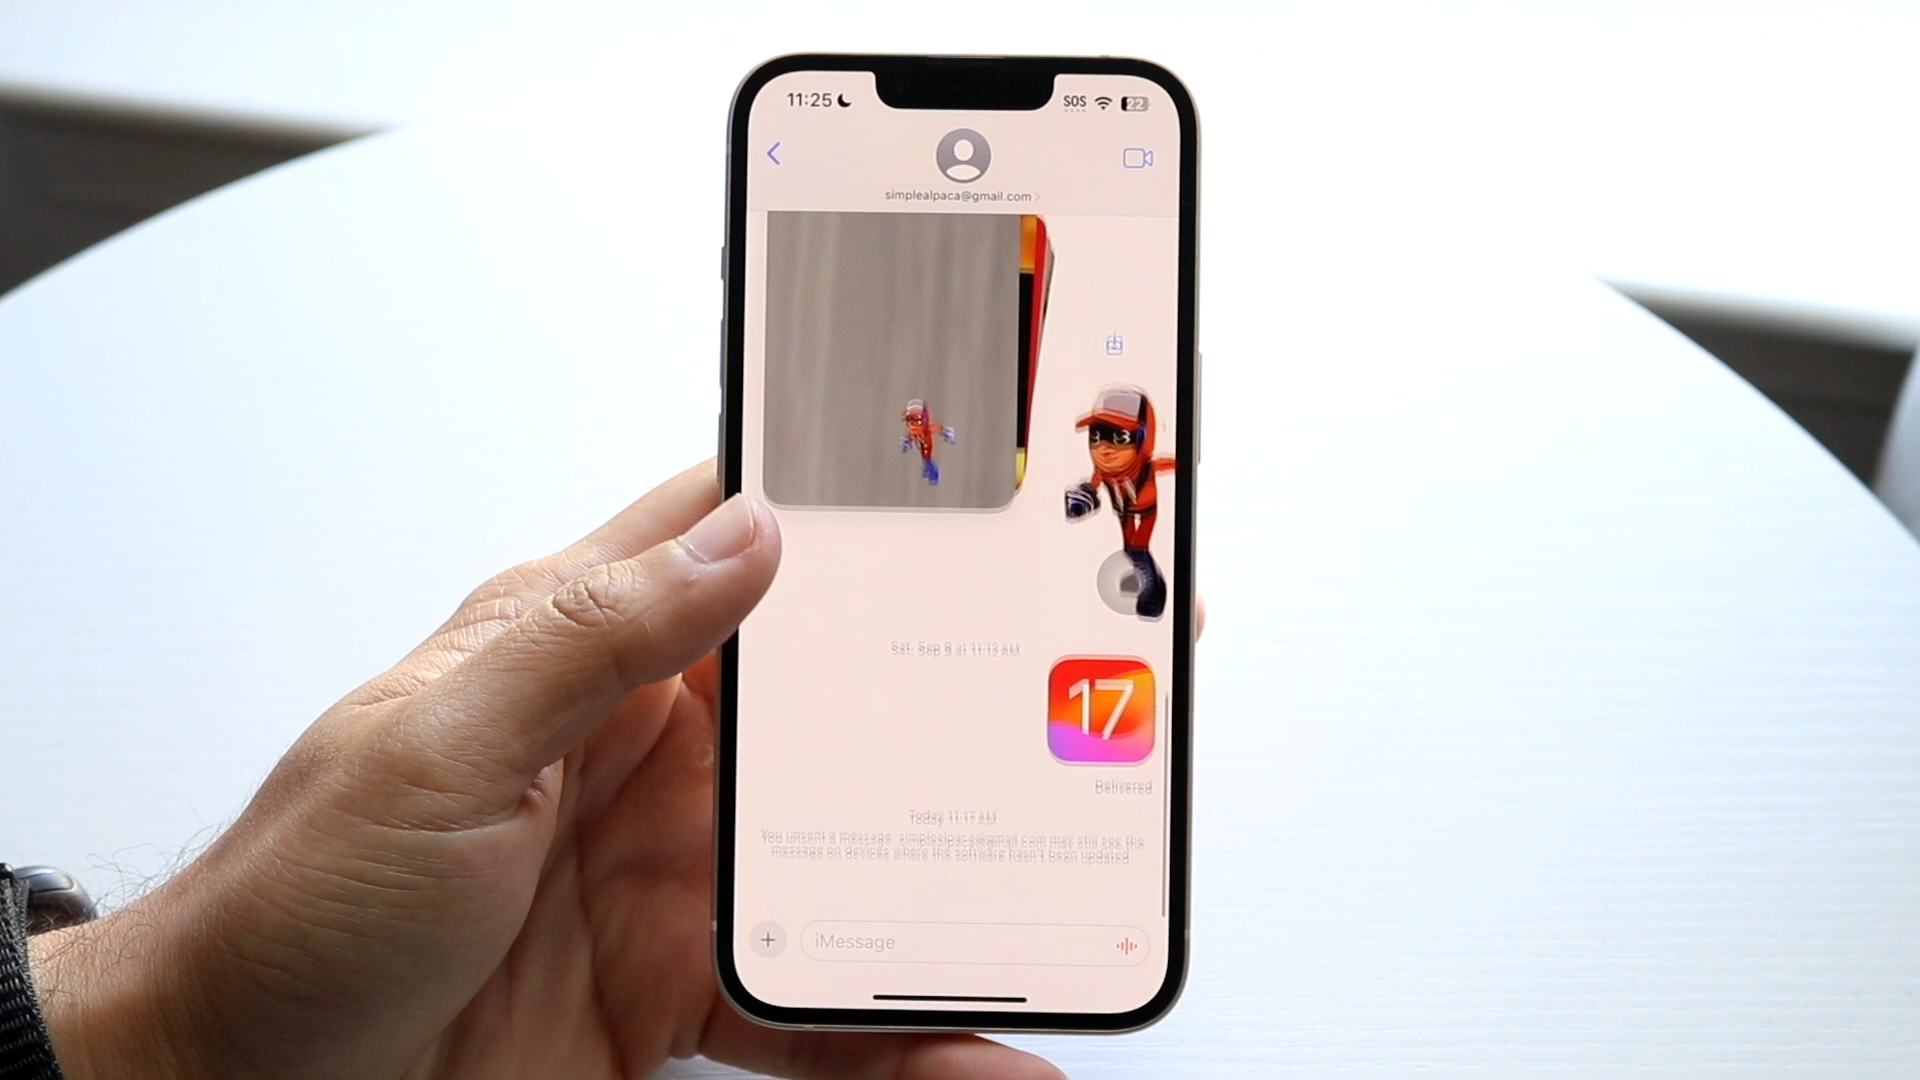 11:25
SOS
22
simplealpaca@gmail.com
Sat, Sep 9 at 11:12 AM
17
Delivered
Today 11:17 AM
You unsent a message. simplealpaca@gmail.com may still see the
message on devices where the software hasn't been updated.
iMessage